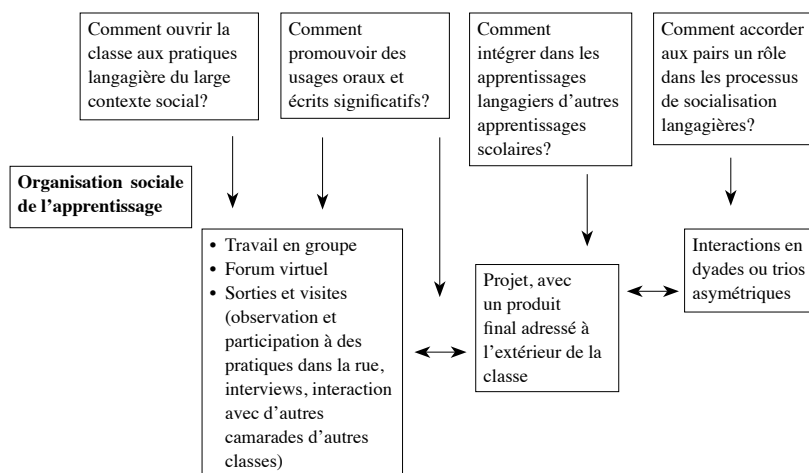 Comment ouvrir la
classe aux pratiques
langagière du large
contexte social?
Comment
promouvoir des
usages oraux et
écrits significatifs?
Comment
intégrer dans les
apprentissages
langagiers d’autres
apprentissages
scolaires?
Comment accorder
aux pairs un rôle
dans les processus
de socialisation
langagières?
Organisation sociale
de l’apprentissage
• Travail en groupe
• Forum virtuel
• Sorties et visites
(observation et
participation à des
pratiques dans la rue,
interviews, interaction
avec d’autres
camarades d’autres
classes)
Projet, avec
un produit
final adressé à
l’extérieur de la
classe
Interactions en
dyades ou trios
asymétriques